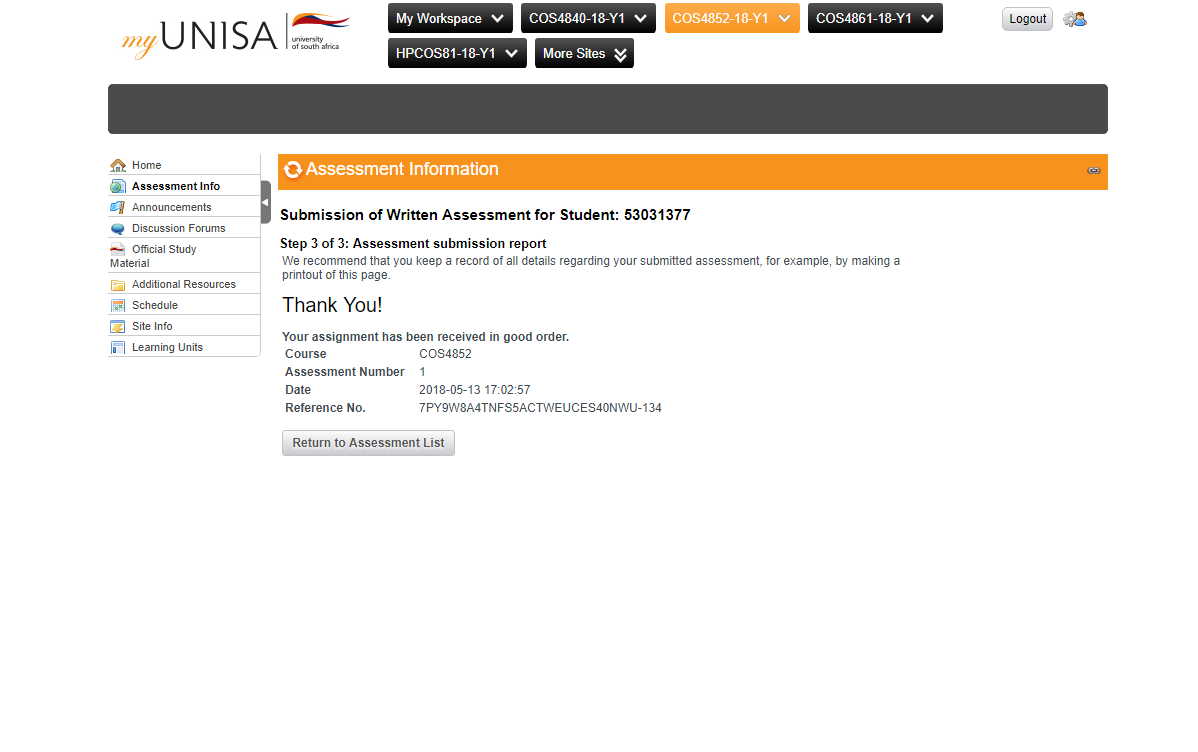 myUNISA
university
of south africa
My Workspace
COS4840-18-Y1
COS4852-18-Y1
COS4861-18-Y1
Logout
HPCOS81-18-Y1
More Sites
Home
Assessment Info
Announcements
Discussion Forums
Official Study
Material
Additional Resources
Schedule
Site Info
Learning Units
Assessment Information
Submission of Written Assessment for Student: 53031377
Step 3 of 3: Assessment submission report
We recommend that you keep a record of all details regarding your submitted assessment, for example, by making a
printout of this page.
Thank You!
Your assignment has been received in good order.
Course COS4852
Assessment Number 1
Date 2018-05-13 17:02:57
Reference No. 7PY9W8A4TNFS5ACTWEUCES40NWU-134
Return to Assessment List